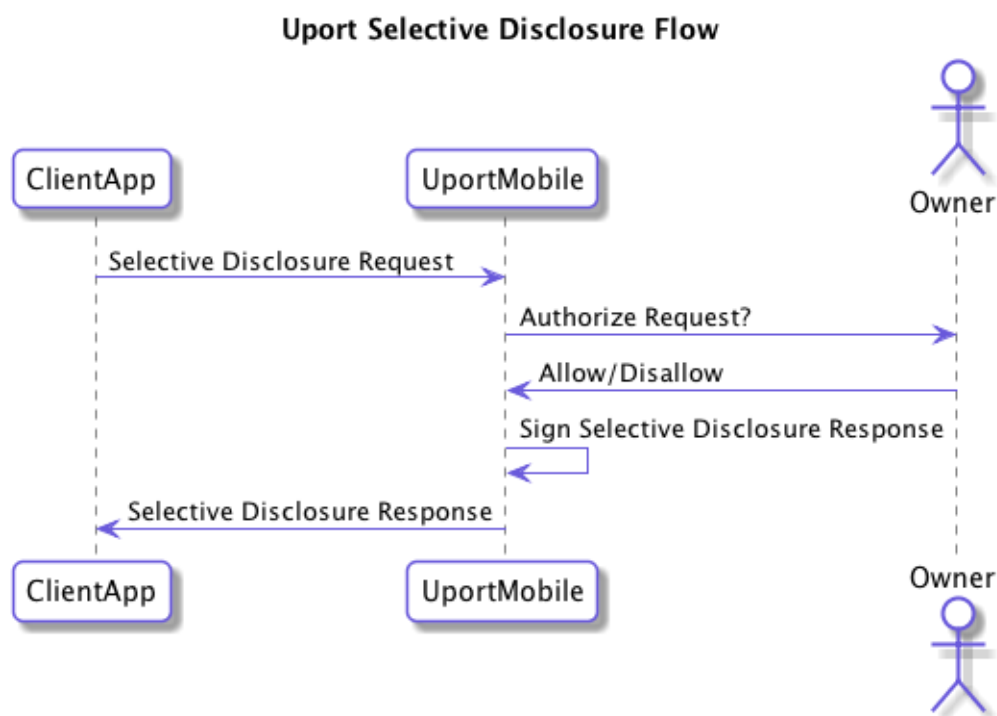 Uport Selective Disclosure Flow
Owner
ClientApp
UportMobile
Selective Disclosure Request
Authorize Request?
Allow/Disallow
Sign Selective Disclosure Response
Selective Disclosure Response
ClientApp
UportMobile
Owner